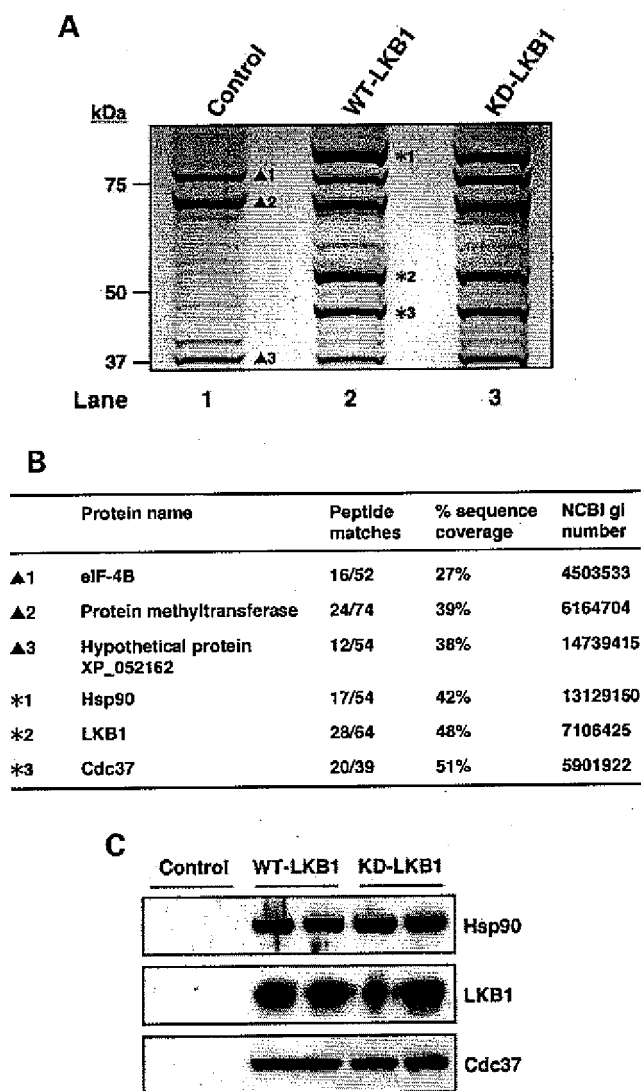 A
Control
WT-LKB1
KD-LKB1
kDa
75
50
37
▲1
▲2
▲3
*1
*2
*3
Lane 1 2 3
B
Protein name Peptide matches % sequence coverage NCBI gi number
▲1 eIF-4B 16/52 27% 4503533
▲2 Protein methyltransferase 24/74 39% 6164704
▲3 Hypothetical protein 12/54 38% 14739415
XP_052162
*1 Hsp90 17/54 42% 13129150
*2 LKB1 28/64 48% 7106425
*3 Cdc37 20/39 51% 5901922
C
Control WT-LKB1 KD-LKB1
Hsp90
LKB1
Cdc37